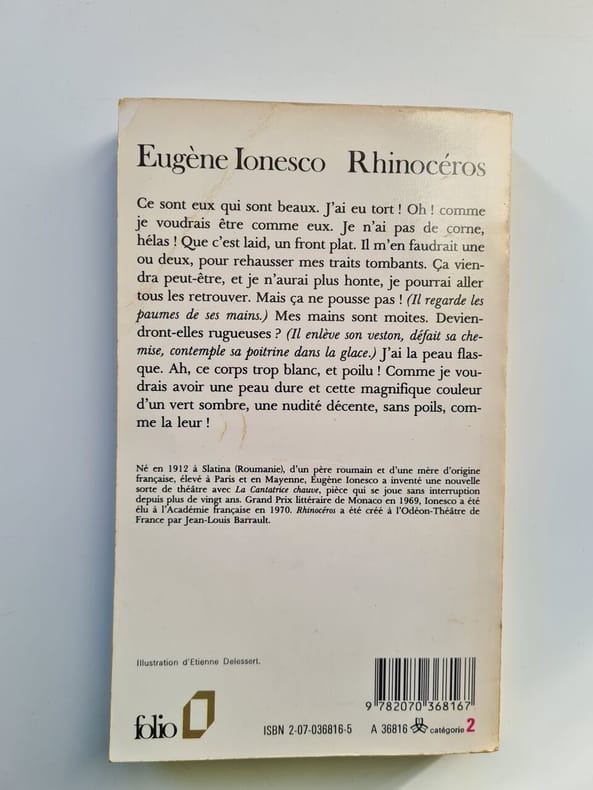 Eugène Ionesco Rhinocéros
Ce sont eux qui sont beaux. J'ai eu tort ! Oh ! comme
je voudrais être comme eux. Je n'ai pas de corne,
hélas ! Que c'est laid, un front plat. Il m'en faudrait une
ou deux, pour rehausser mes traits tombants. Ça vien-
dra peut-être, et je n'aurai plus honte, je pourrai aller
tous les retrouver. Mais ça ne pousse pas ! (Il regarde les
paumes de ses mains.) Mes mains sont moites. Devien-
dront-elles rugueuses ? (Il enlève son veston, défait sa che-
mise, contemple sa poitrine dans la glace.) J'ai la peau flas-
que. Ah, ce corps trop blanc, et poilu ! Comme je vou-
drais avoir une peau dure et cette magnifique couleur
d'un vert sombre, une nudité décente, sans poils, com-
me la leur !
Né en 1912 à Slatina (Roumanie), d'un père roumain et d'une mère d'origine
française, élevé à Paris et en Mayenne, Eugène Ionesco a inventé une nouvelle
sorte de théâtre avec La Cantatrice chauve, pièce qui se joue sans interruption
depuis plus de vingt ans. Grand Prix littéraire de Monaco en 1969, Ionesco a été
élu à l'Académie française en 1970. Rhinocéros a été créé à l'Odéon-Théâtre de
France par Jean-Louis Barrault.
Illustration d'Etienne Delessert.
9 782070 368167
folio
ISBN 2-07-036816-5 A 36816 catégorie 2